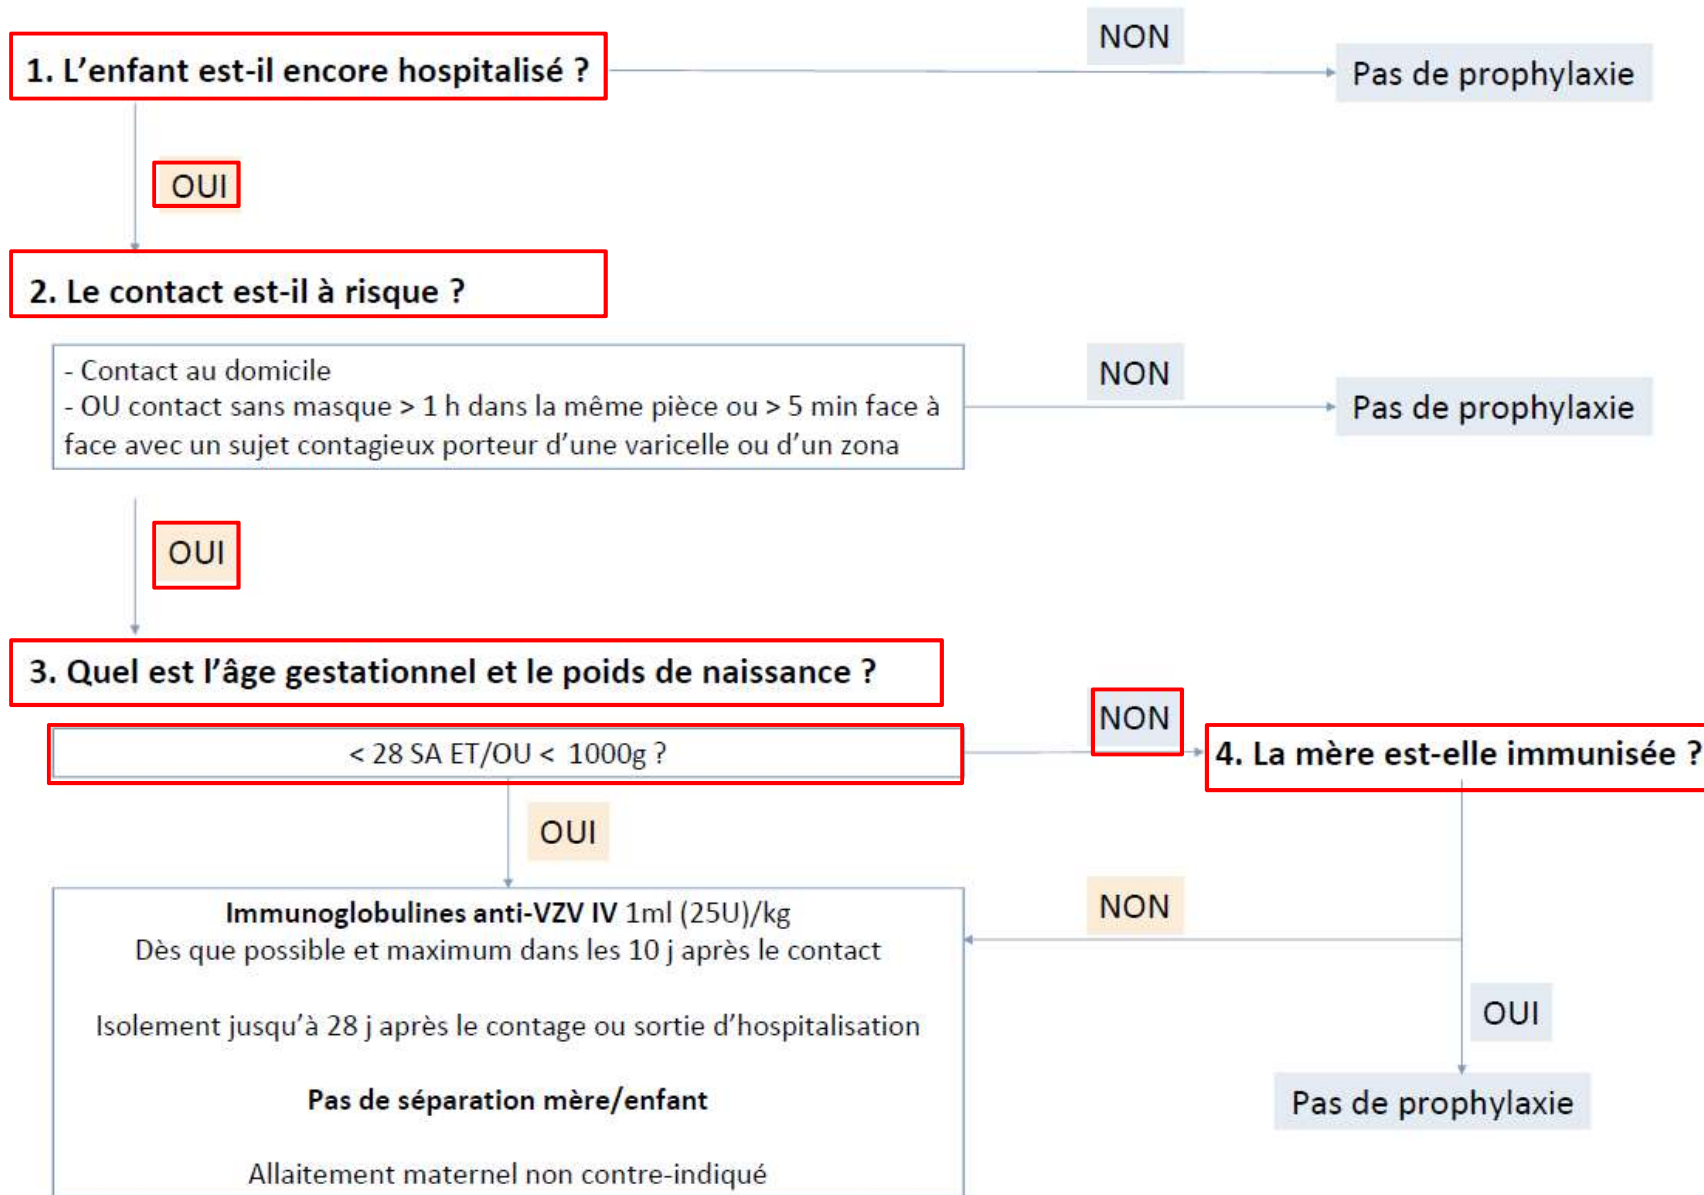 1. L'enfant est-il encore hospitalisé ?
NON
Pas de prophylaxie
OUI
2. Le contact est-il à risque ?
- Contact au domicile
- OU contact sans masque > 1 h dans la même pièce ou > 5 min face à
face avec un sujet contagieux porteur d'une varicelle ou d'un zona
NON
Pas de prophylaxie
OUI
3. Quel est l'âge gestationnel et le poids de naissance ?
< 28 SA ET/OU < 1000g ?
NON
4. La mère est-elle immunisée ?
OUI
Immunoglobulines anti-VZV IV 1ml (25U)/kg
Dès que possible et maximum dans les 10 j après le contact
Isolement jusqu'à 28 j après le contage ou sortie d'hospitalisation
Pas de séparation mère/enfant
Allaitement maternel non contre-indiqué
NON
OUI
Pas de prophylaxie